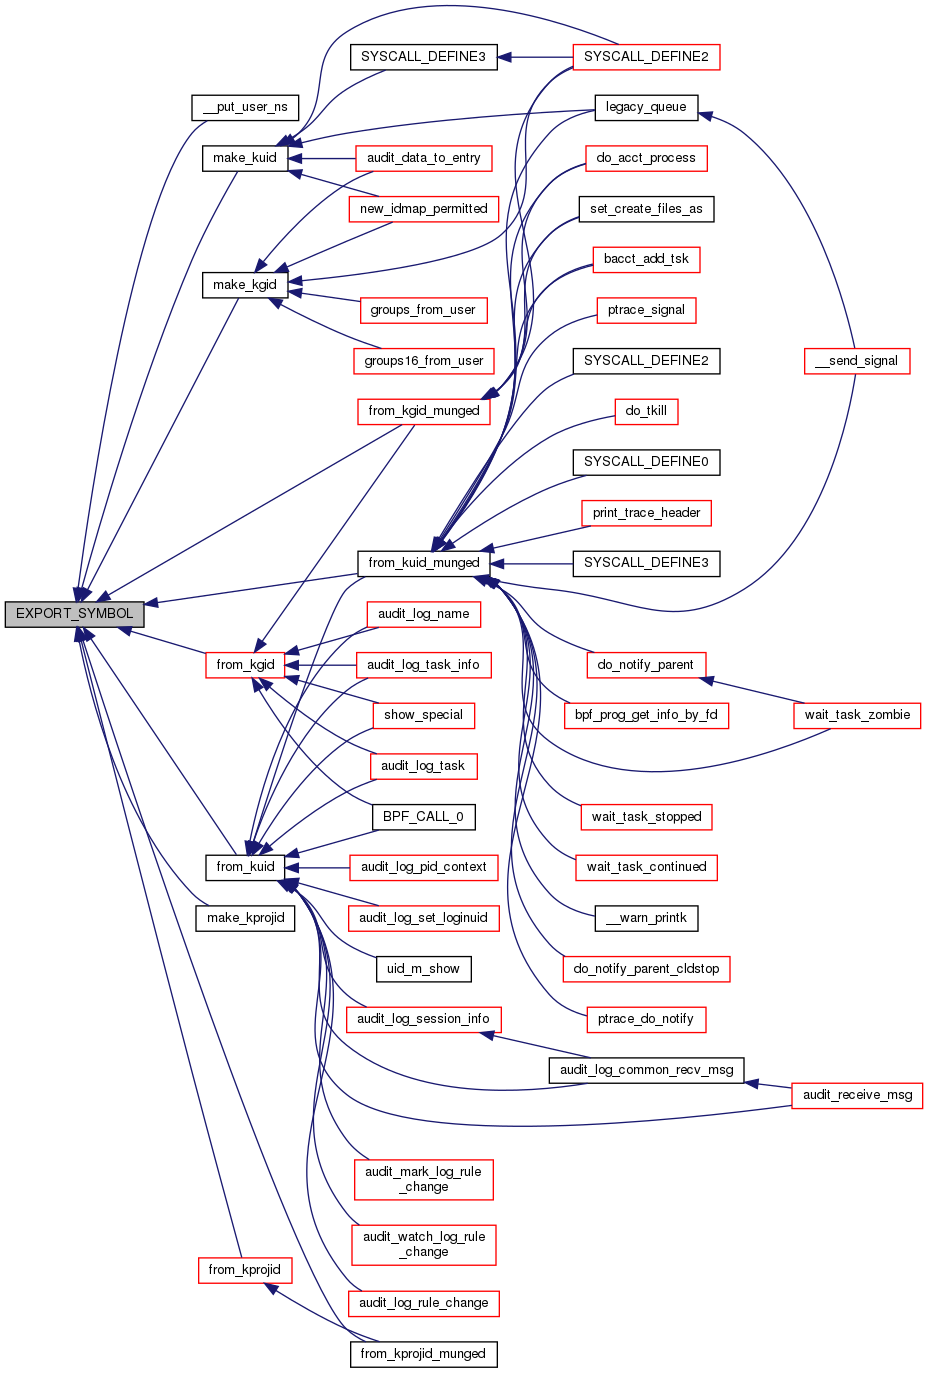 SYSCALL_DEFINE3
SYSCALL_DEFINE2
__put_user_ns
legacy_queue
make_kuid
audit_data_to_entry
do_acct_process
new_idmap_permitted
set_create_files_as
bacct_add_tsk
make_kgid
groups_from_user
ptrace_signal
groups16_from_user
SYSCALL_DEFINE2
__send_signal
from_kgid_munged
do_tkill
SYSCALL_DEFINE0
print_trace_header
from_kuid_munged
SYSCALL_DEFINE3
EXPORT_SYMBOL
audit_log_name
from_kgid
audit_log_task_info
do_notify_parent
show_special
bpf_prog_get_info_by_fd
wait_task_zombie
audit_log_task
BPF_CALL_0
wait_task_stopped
from_kuid
audit_log_pid_context
wait_task_continued
make_kprojid
audit_log_set_loginuid
__warn_printk
uid_m_show
do_notify_parent_cldstop
audit_log_session_info
ptrace_do_notify
audit_log_common_recv_msg
audit_receive_msg
audit_mark_log_rule
_change
audit_watch_log_rule
_change
from_kprojid
audit_log_rule_change
from_kprojid_munged